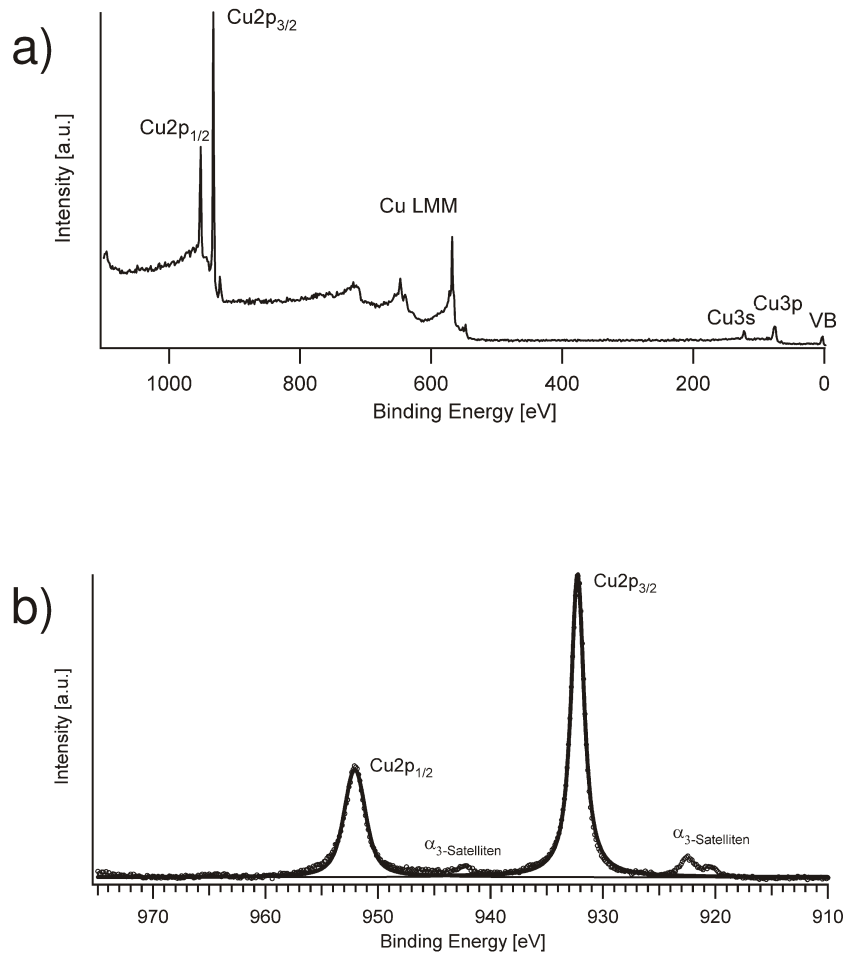 a)
Cu2p3/2
Cu2p1/2
Intensity [a.u.]
Cu LMM
Cu3s
Cu3p
VB
1000 800 600 400 200 0
Binding Energy [eV]
b)
Cu2p3/2
Intensity [a.u.]
Cu2p1/2
α3-Satelliten
α3-Satelliten
970 960 950 940 930 920 910
Binding Energy [eV]